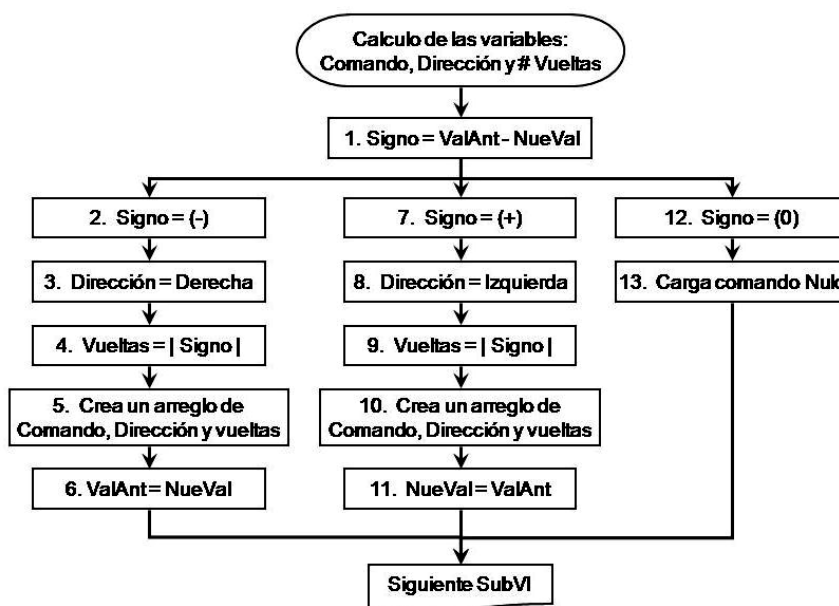 Calculo de las variables:
Comando, Dirección y # Vueltas
1. Signo = ValAnt - NueVal
2. Signo = (-)
3. Dirección = Derecha
4. Vueltas = | Signo |
5. Crea un arreglo de
Comando, Dirección y vueltas
6. ValAnt = NueVal
7. Signo = (+)
8. Dirección = Izquierda
9. Vueltas = | Signo |
10. Crea un arreglo de
Comando, Dirección y vueltas
11. NueVal = ValAnt
12. Signo = (0)
13. Carga comando Nulo
Siguiente SubVI